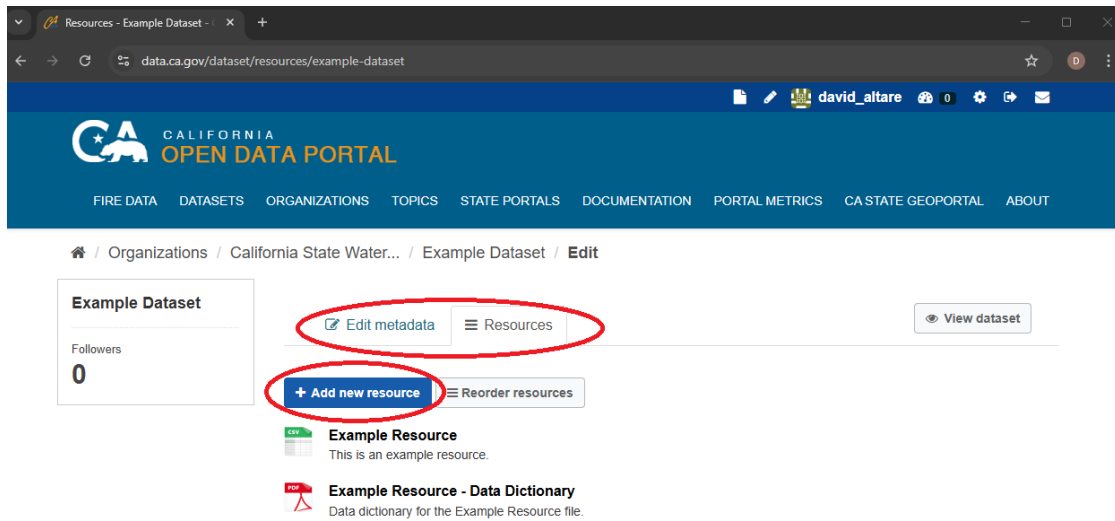 Resources - Example Dataset - C
data.ca.gov/dataset/resources/example-dataset
D
david_altare 0
CA CALIFORNIA
OPEN DATA PORTAL
FIRE DATA DATASETS ORGANIZATIONS TOPICS STATE PORTALS DOCUMENTATION PORTAL METRICS CA STATE GEOPORTAL ABOUT
/ Organizations / California State Water... / Example Dataset / Edit
Example Dataset
Followers
0
Edit metadata Resources
View dataset
+ Add new resource Reorder resources
CSV Example Resource
This is an example resource.
PDF Example Resource - Data Dictionary
Data dictionary for the Example Resource file.